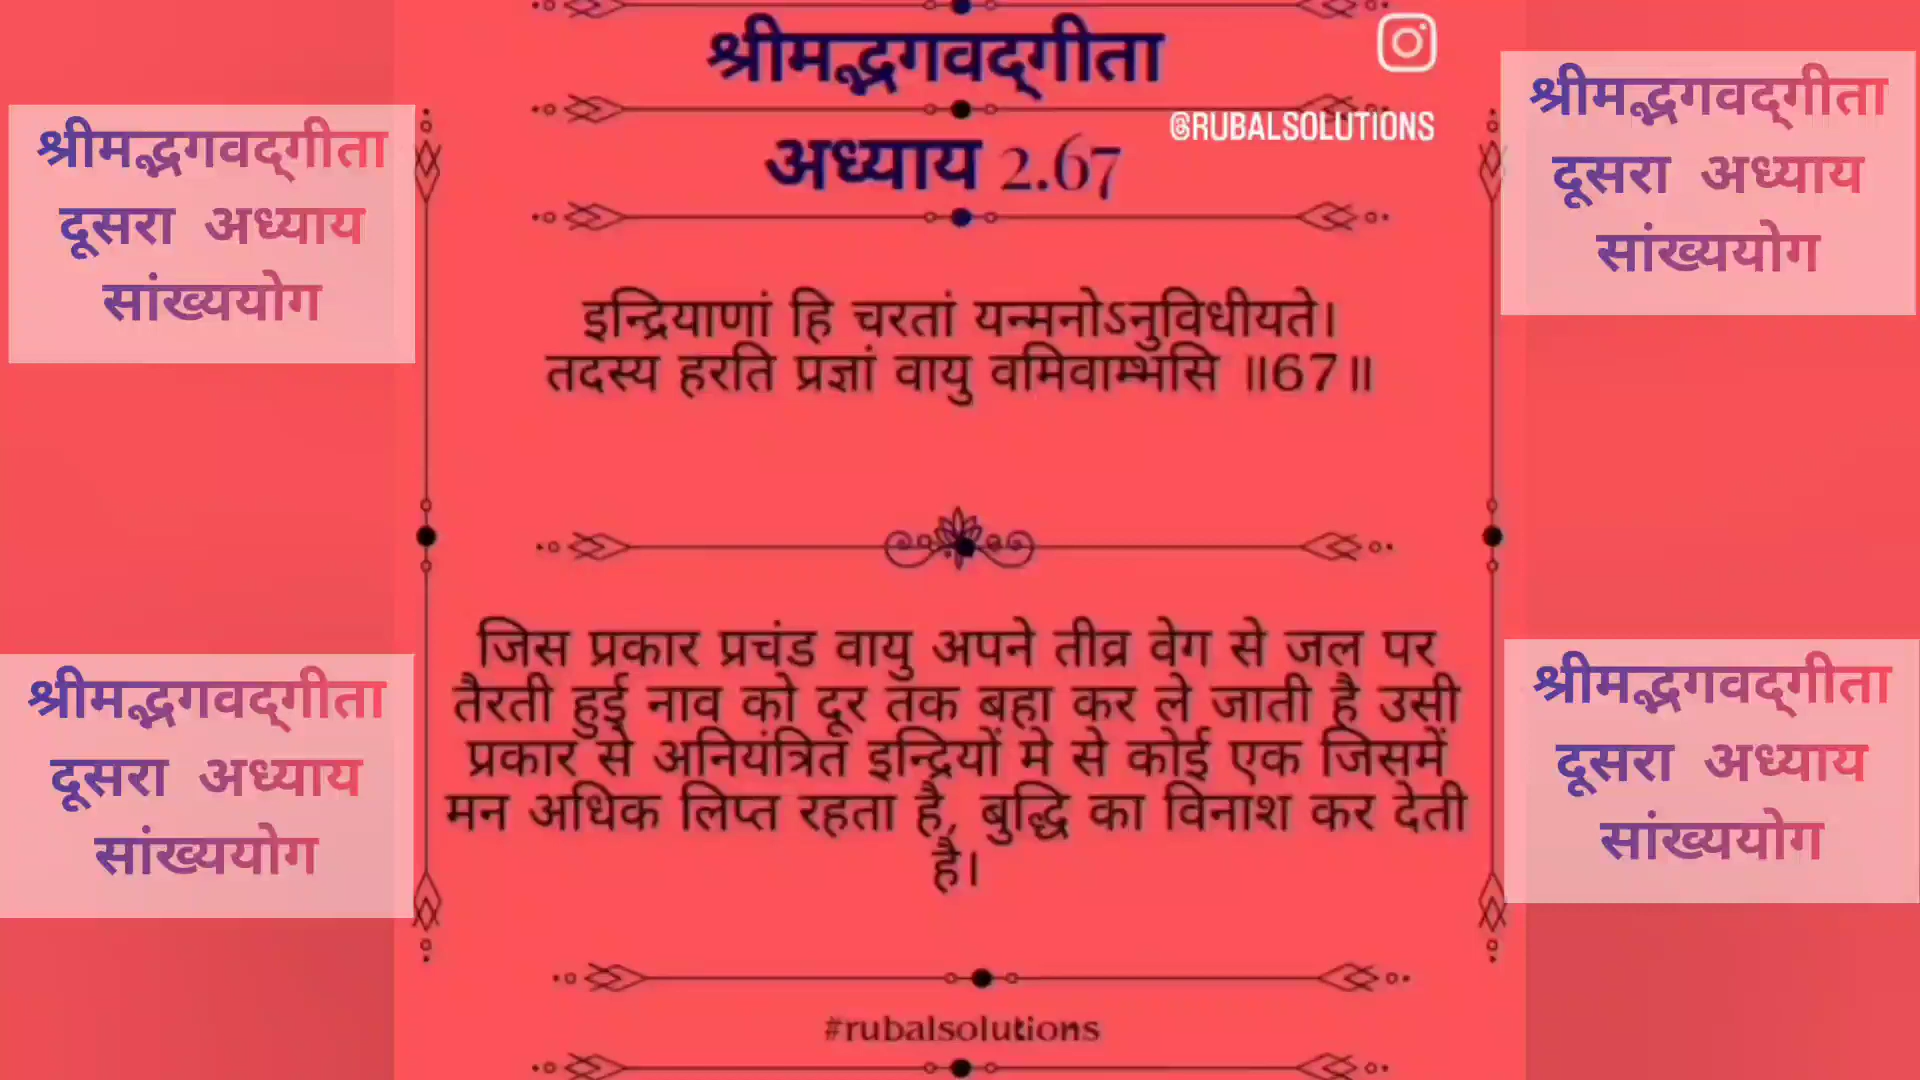 श्रीमद्भगवद्‌गीता
@RUBALSOLUTIONS
अध्याय 2.67
इन्द्रियाणां हि चरतां यन्मनोऽनुविधीयते।
तदस्य हरति प्रज्ञां वायु वमिवाम्भसि ॥67॥
जिस प्रकार प्रचंड वायु अपने तीव्र वेग से जल पर
तैरती हुई नाव को दूर तक बहा कर ले जाती है उसी
प्रकार से अनियंत्रित इन्द्रियों मे से कोई एक जिसमें
मन अधिक लिप्त रहता है, बुद्धि का विनाश कर देती
है।
#rubalsolutions
श्रीमद्भगवद्‌गीता
दूसरा अध्याय
सांख्ययोग
श्रीमद्भगवद्‌गीता
दूसरा अध्याय
सांख्ययोग
श्रीमद्भगवद्‌गीता
दूसरा अध्याय
सांख्ययोग
श्रीमद्भगवद्‌गीता
दूसरा अध्याय
सांख्ययोग